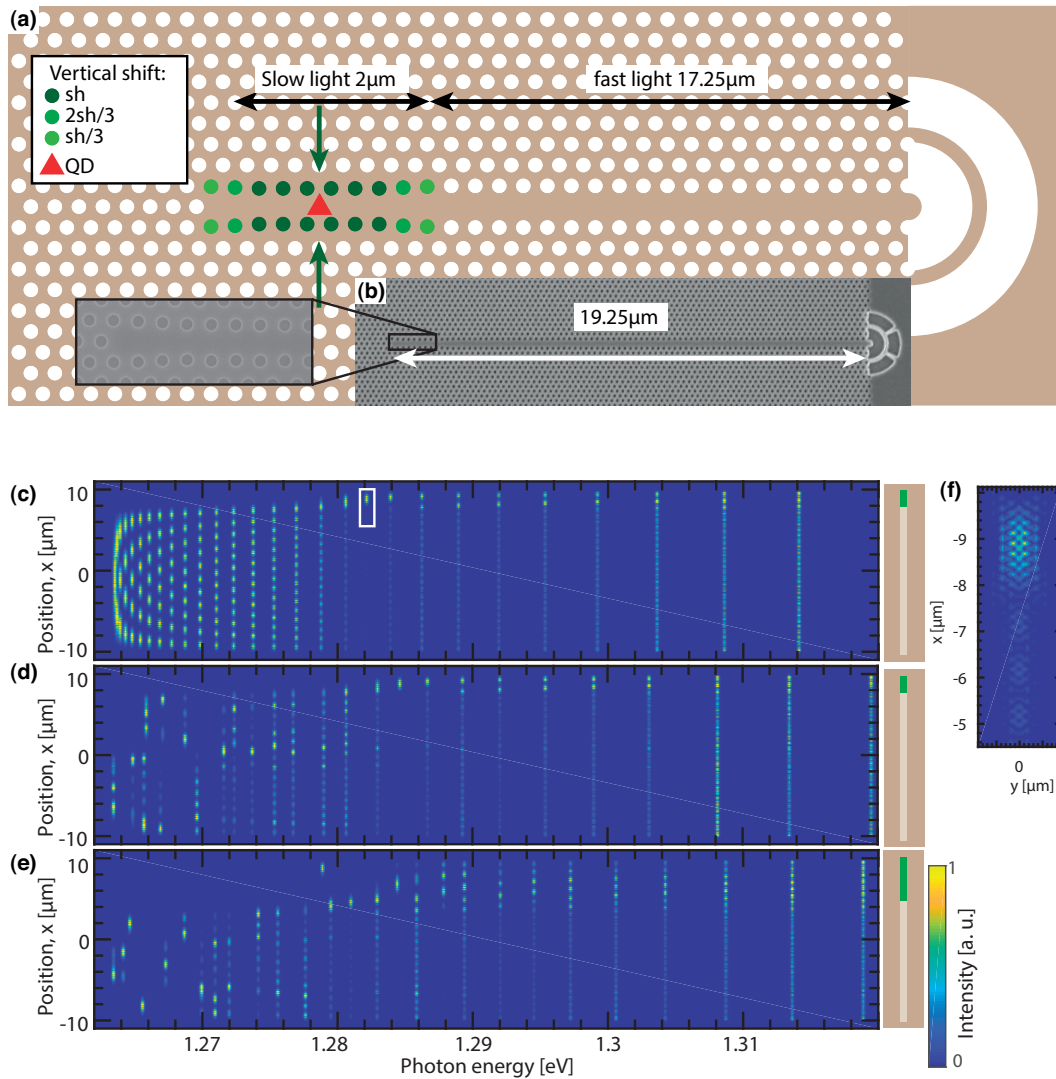 (a)
Vertical shift:
sh
2sh/3
sh/3
QD
Slow light 2μm
fast light 17.25μm
(b)
19.25μm
(c)
Position, x [μm]
10
0
-10
(d)
Position, x [μm]
10
0
-10
(e)
Position, x [μm]
10
0
-10
1.27
1.28
1.29
1.3
1.31
Photon energy [eV]
1
Intensity [a. u.]
0
(f)
x [μm]
-9
-8
-7
-6
-5
0
y [μm]